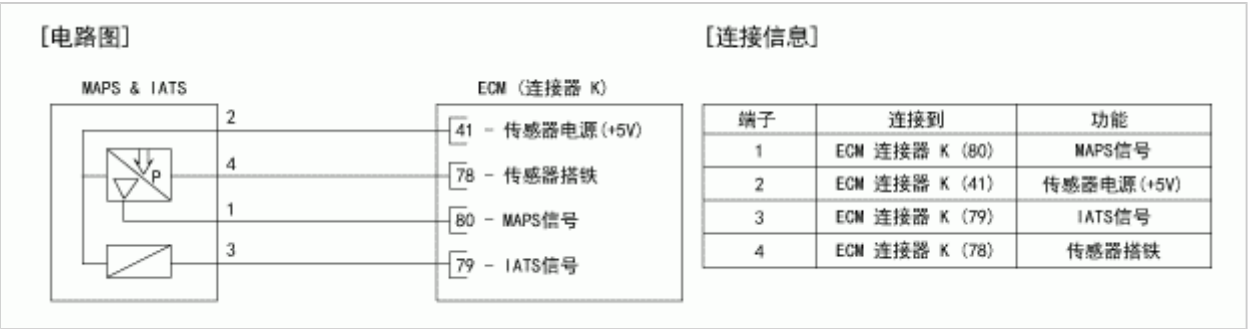 [电路图]
[连接信息]
MAPS & IATS
ECM (连接器 K)
2
41 - 传感器电源(+5V)
P
4
78 - 传感器搭铁
1
80 - MAPS信号
3
79 - IATS信号
端子 连接到 功能
1 ECM 连接器 K (80) MAPS信号
2 ECM 连接器 K (41) 传感器电源(+5V)
3 ECM 连接器 K (79) IATS信号
4 ECM 连接器 K (78) 传感器搭铁